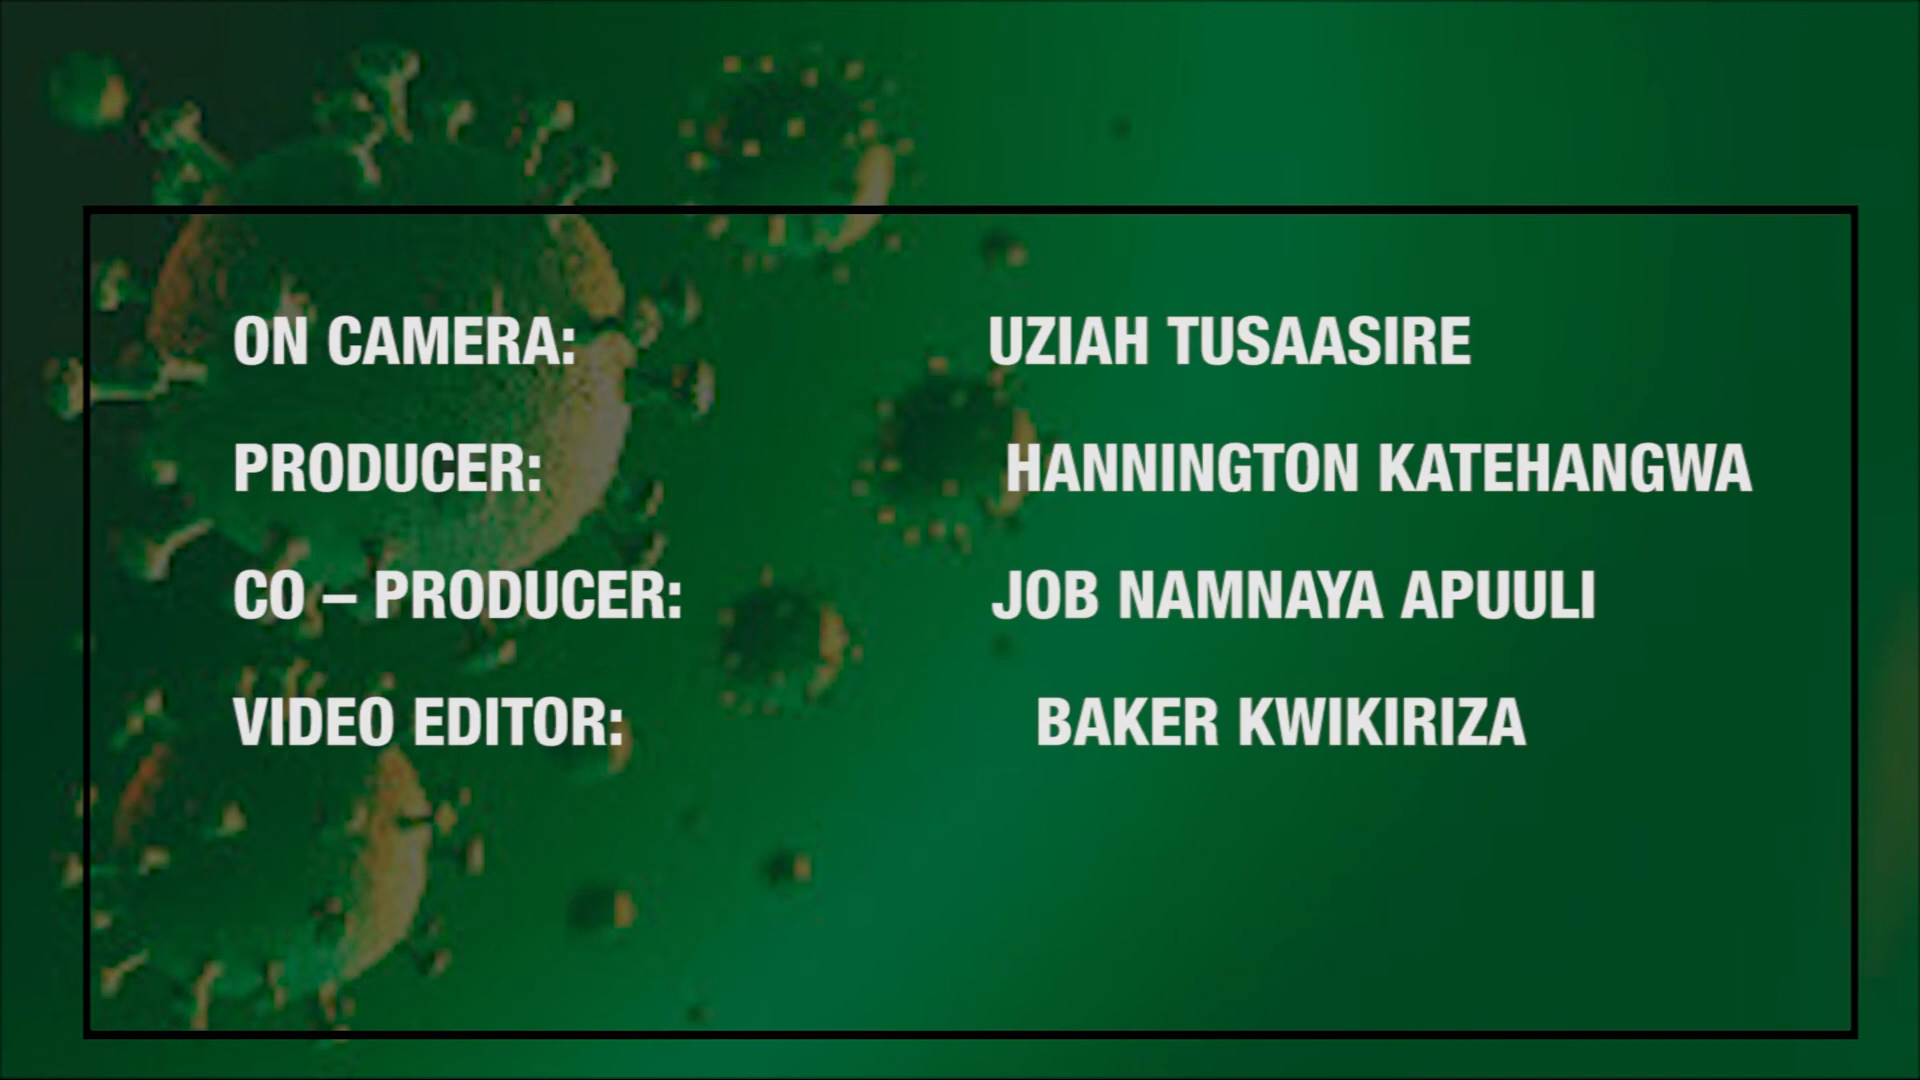 ON CAMERA: UZIAH TUSAASIRE
PRODUCER: HANNINGTON KATEHANGWA
CO – PRODUCER: JOB NAMNAYA APUULI
VIDEO EDITOR: BAKER KWIKIRIZA